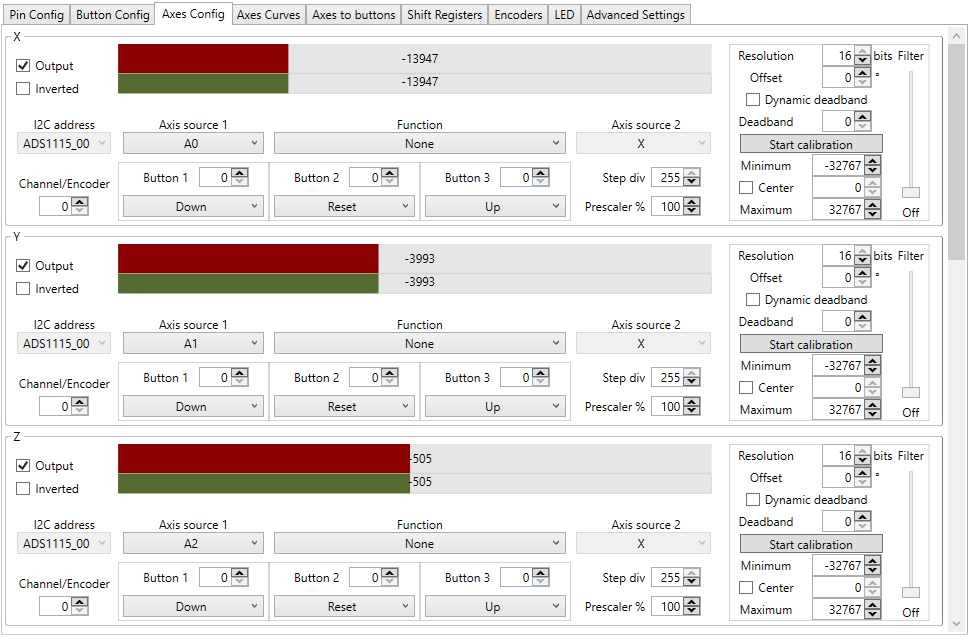 Pin Config Button Config Axes Config Axes Curves Axes to buttons Shift Registers Encoders LED Advanced Settings
X
Output -13947 Resolution 16 bits Filter
Inverted -13947 Offset 0 °
Dynamic deadband
I2C address Axis source 1 Function Axis source 2 Deadband 0
ADS1115_00 A0 None X Start calibration
Channel/Encoder Button 1 0 Button 2 0 Button 3 0 Step div 255 Minimum -32767
Center 0
0 Down Reset Up Prescaler % 100 Maximum 32767 Off
Y
Output -3993 Resolution 16 bits Filter
Inverted -3993 Offset 0 °
Dynamic deadband
I2C address Axis source 1 Function Axis source 2 Deadband 0
ADS1115_00 A1 None X Start calibration
Channel/Encoder Button 1 0 Button 2 0 Button 3 0 Step div 255 Minimum -32767
Center 0
0 Down Reset Up Prescaler % 100 Maximum 32767 Off
Z
Output -505 Resolution 16 bits Filter
Inverted -505 Offset 0 °
Dynamic deadband
I2C address Axis source 1 Function Axis source 2 Deadband 0
ADS1115_00 A2 None X Start calibration
Channel/Encoder Button 1 0 Button 2 0 Button 3 0 Step div 255 Minimum -32767
Center 0
0 Down Reset Up Prescaler % 100 Maximum 32767 Off